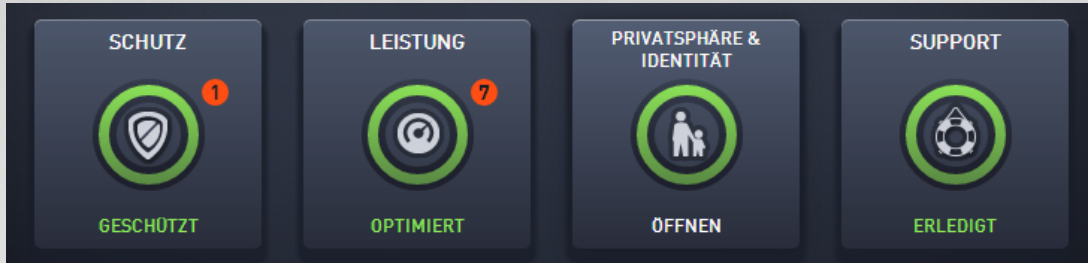 SCHUTZ
LEISTUNG
PRIVATSPHÄRE &
IDENTITÄT
SUPPORT
1
7
GESCHÜTZT
OPTIMIERT
ÖFFNEN
ERLEDIGT